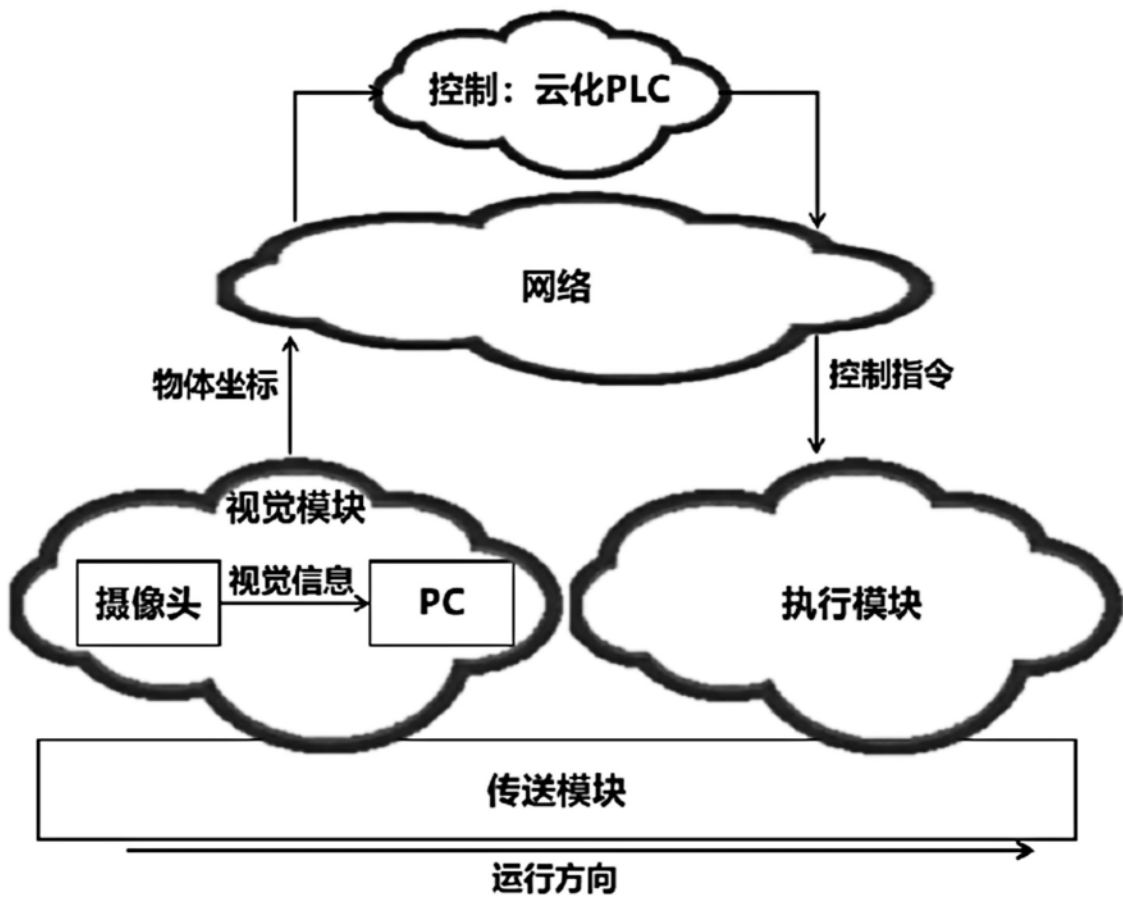 控制：云化PLC
网络
物体坐标
控制指令
视觉模块
摄像头
视觉信息
PC
执行模块
传送模块
运行方向